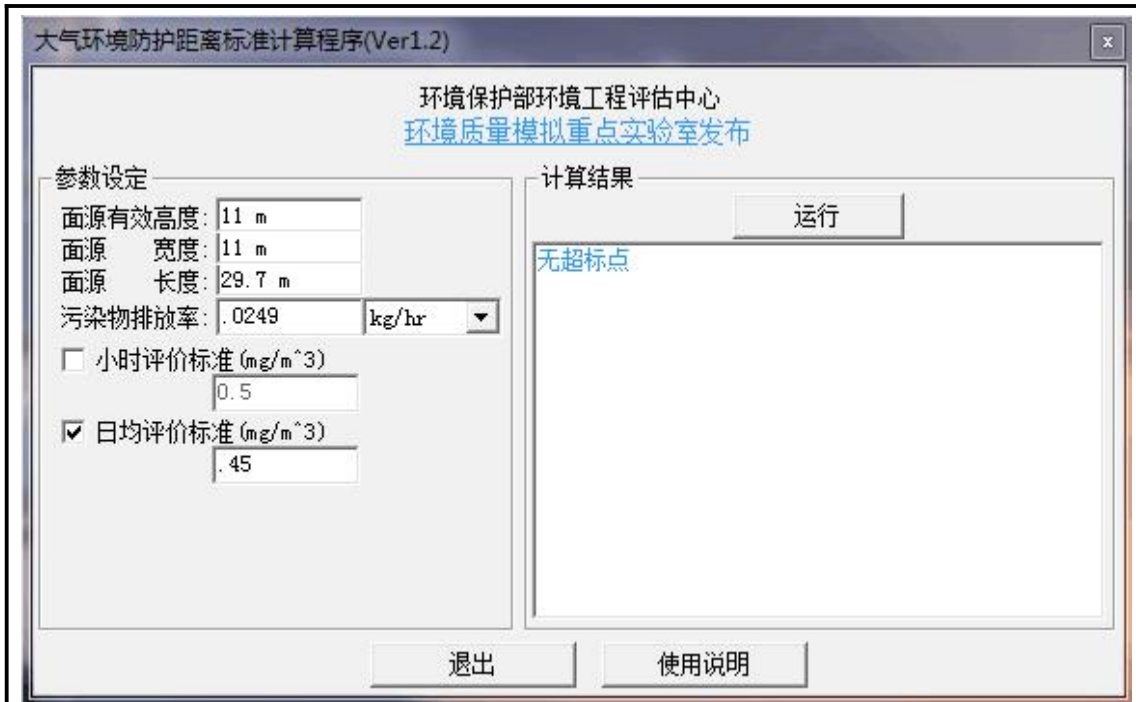 大气环境防护距离标准计算程序(Ver1.2)
x
环境保护部环境工程评估中心
环境质量模拟重点实验室发布
参数设定
面源有效高度: 11 m
面源 宽度: 11 m
面源 长度: 29.7 m
污染物排放率: .0249 kg/hr
小时评价标准(mg/m^3)
0.5
日均评价标准(mg/m^3)
.45
计算结果
运行
无超标点
退出
使用说明